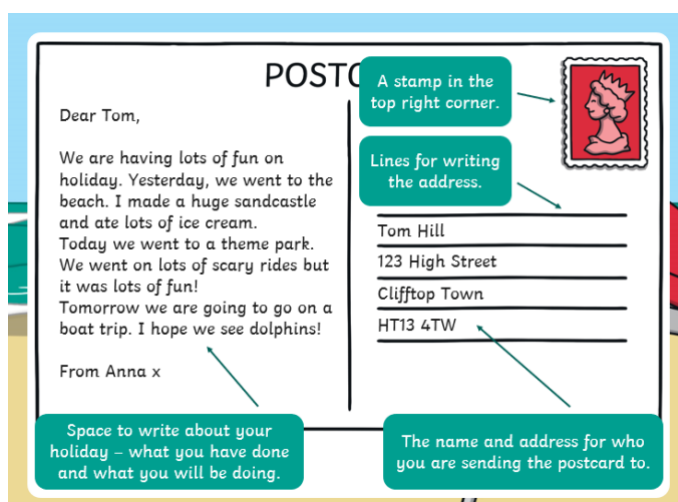 POSTC
A stamp in the
top right corner.
Dear Tom,
We are having lots of fun on
holiday. Yesterday, we went to the
beach. I made a huge sandcastle
and ate lots of ice cream.
Today we went to a theme park.
We went on lots of scary rides but
it was lots of fun!
Tomorrow we are going to go on a
boat trip. I hope we see dolphins!
From Anna x
Lines for writing
the address.
Tom Hill
123 High Street
Clifftop Town
HT13 4TW
Space to write about your
holiday – what you have done
and what you will be doing.
The name and address for who
you are sending the postcard to.